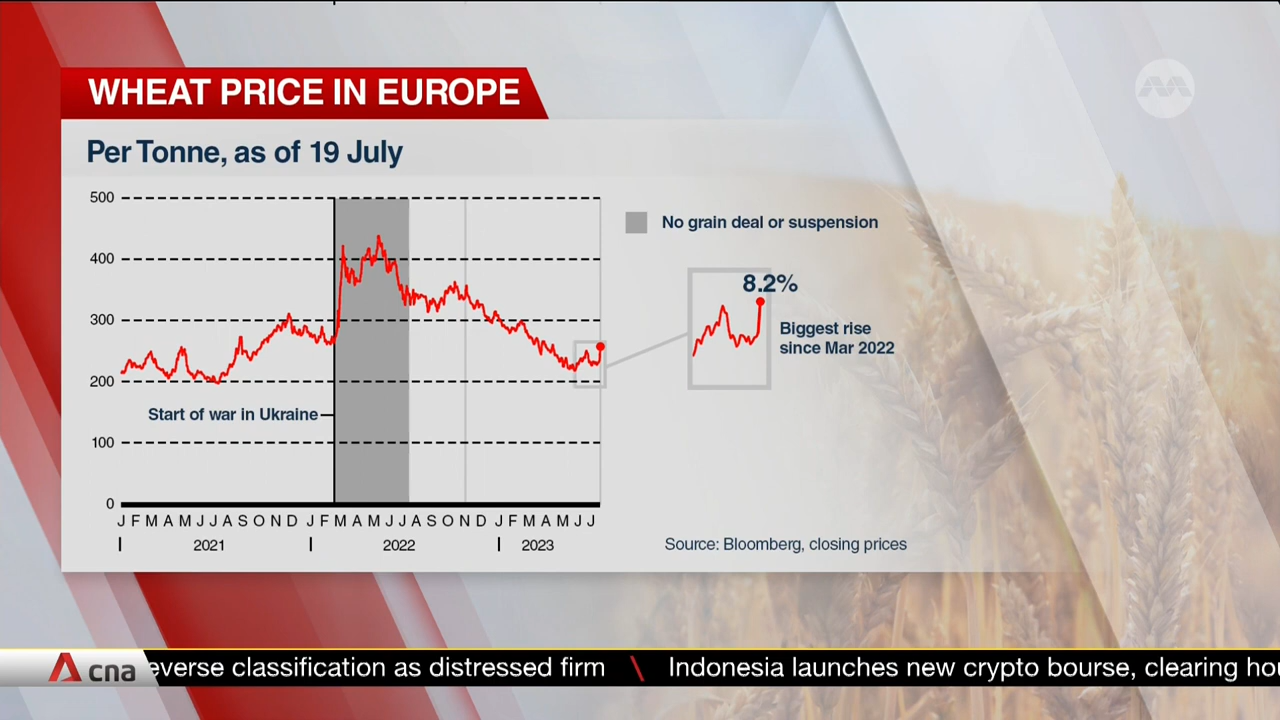 WHEAT PRICE IN EUROPE
Per Tonne, as of 19 July
500
400
300
200
100
0
Start of war in Ukraine
J F M A M J J A S O N D J F M A M J J A S O N D J F M A M J J
2021 2022 2023
No grain deal or suspension
8.2%
Biggest rise
since Mar 2022
Source: Bloomberg, closing prices
cna
everse classification as distressed firm \ Indonesia launches new crypto bourse, clearing hou